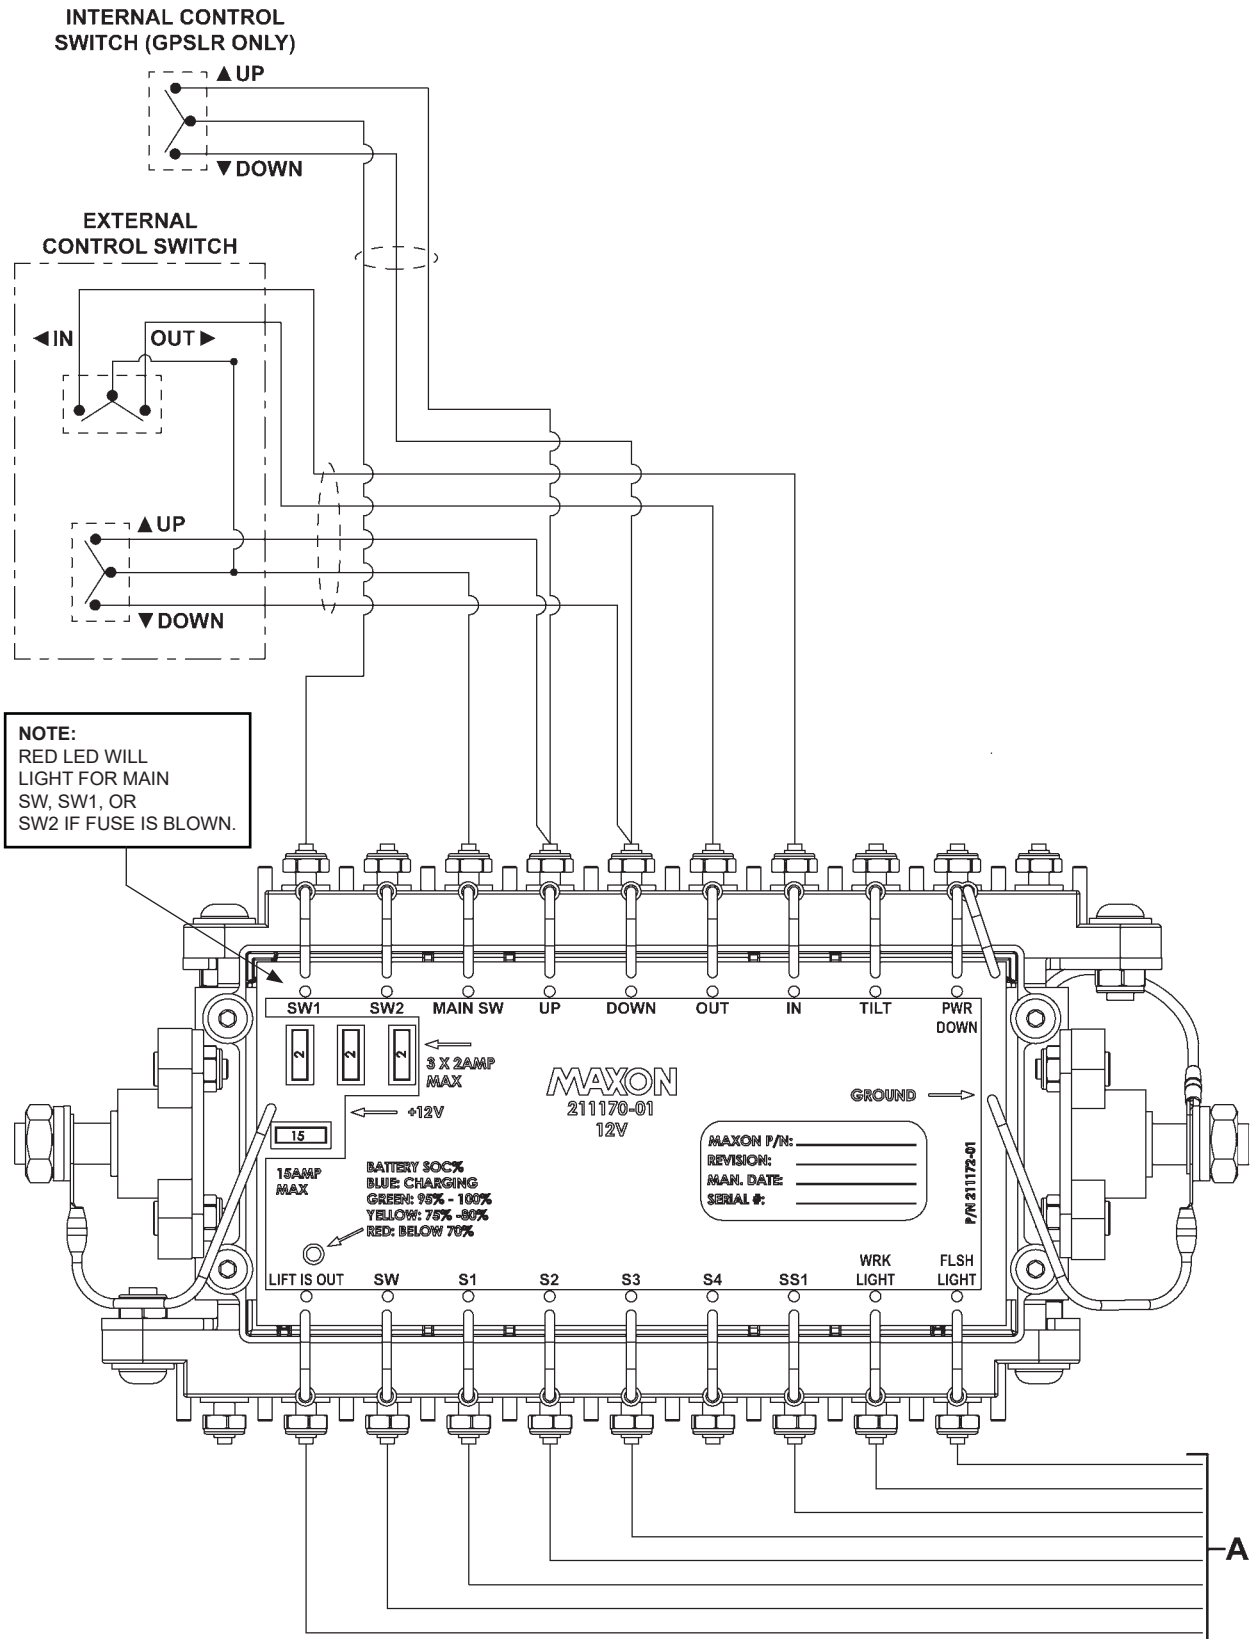 INTERNAL CONTROL
SWITCH (GPSLR ONLY)
▲UP
▼DOWN
EXTERNAL
CONTROL SWITCH
◄IN
OUT►
▲UP
▼DOWN
NOTE:
RED LED WILL
LIGHT FOR MAIN
SW, SW1, OR
SW2 IF FUSE IS BLOWN.
SW1 SW2 MAIN SW UP DOWN OUT IN TILT PWR
DOWN
2 2 2
3 X 2AMP
MAX
+12V
15
15AMP
MAX
MAXON
211170-01
12V
GROUND
MAXON P/N:
REVISION:
MAN. DATE:
SERIAL #:
P/N 211172-01
BATTERY SOC%
BLUE: CHARGING
GREEN: 95% - 100%
YELLOW: 75% -80%
RED: BELOW 70%
LIFT IS OUT SW S1 S2 S3 S4 SS1
WRK
LIGHT
FLSH
LIGHT
A